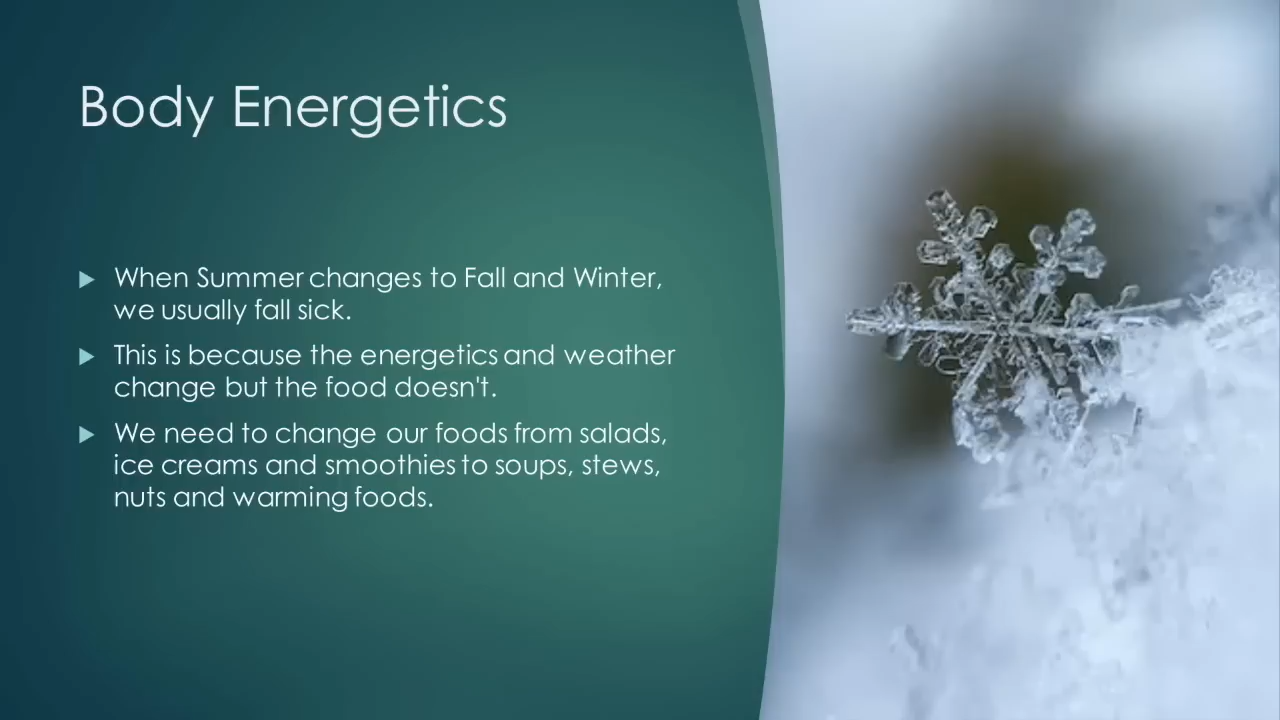 Body Energetics
When Summer changes to Fall and Winter,
we usually fall sick.
This is because the energetics and weather
change but the food doesn't.
We need to change our foods from salads,
ice creams and smoothies to soups, stews,
nuts and warming foods.